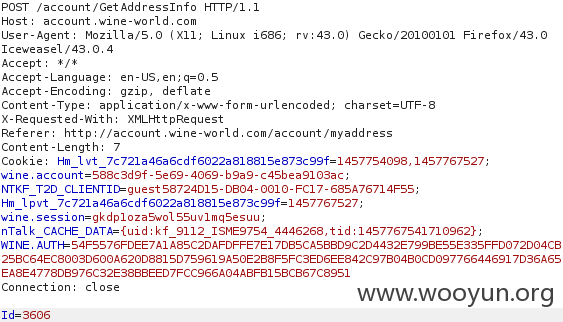 POST /account/GetAddressInfo HTTP/1.1
Host: account.wine-world.com
User-Agent: Mozilla/5.0 (X11; Linux i686; rv:43.0) Gecko/20100101 Firefox/43.0
Iceweasel/43.0.4
Accept: */*
Accept-Language: en-US,en;q=0.5
Accept-Encoding: gzip, deflate
Content-Type: application/x-www-form-urlencoded; charset=UTF-8
X-Requested-With: XMLHttpRequest
Referer: http://account.wine-world.com/account/myaddress
Content-Length: 7
Cookie: Hm_lvt_7c721a46a6cdf6022a818815e873c99f=1457754098,1457767527;
wine.account=588c3d9f-5e69-4069-b9a9-c45bea9103ac;
NTKF_T2D_CLIENTID=guest58724D15-DB04-0010-FC17-685A76714F55;
Hm_lpvt_7c721a46a6cdf6022a818815e873c99f=1457767527;
wine.session=gkdp1oza5wol55uv1mq5esuu;
nTalk_CACHE_DATA={uid:kf_9112_ISME9754_4446268,tid:1457767541710962};
WINE.AUTH=54F5576FDEE7A1A85C2DAFDFFE7E17DB5CA5BBD9C2D4432E799BE55E335FFD072D04CB
25BC64EC8003D600A620D8815D759619A50E2B8F5FC3ED6EE842C97B04B0CD097766446917D36A65
EA8E4778DB976C32E38BBEED7FCC966A04ABFB15BCB67C8951
Connection: close
www.wooyun.org
Id=3606